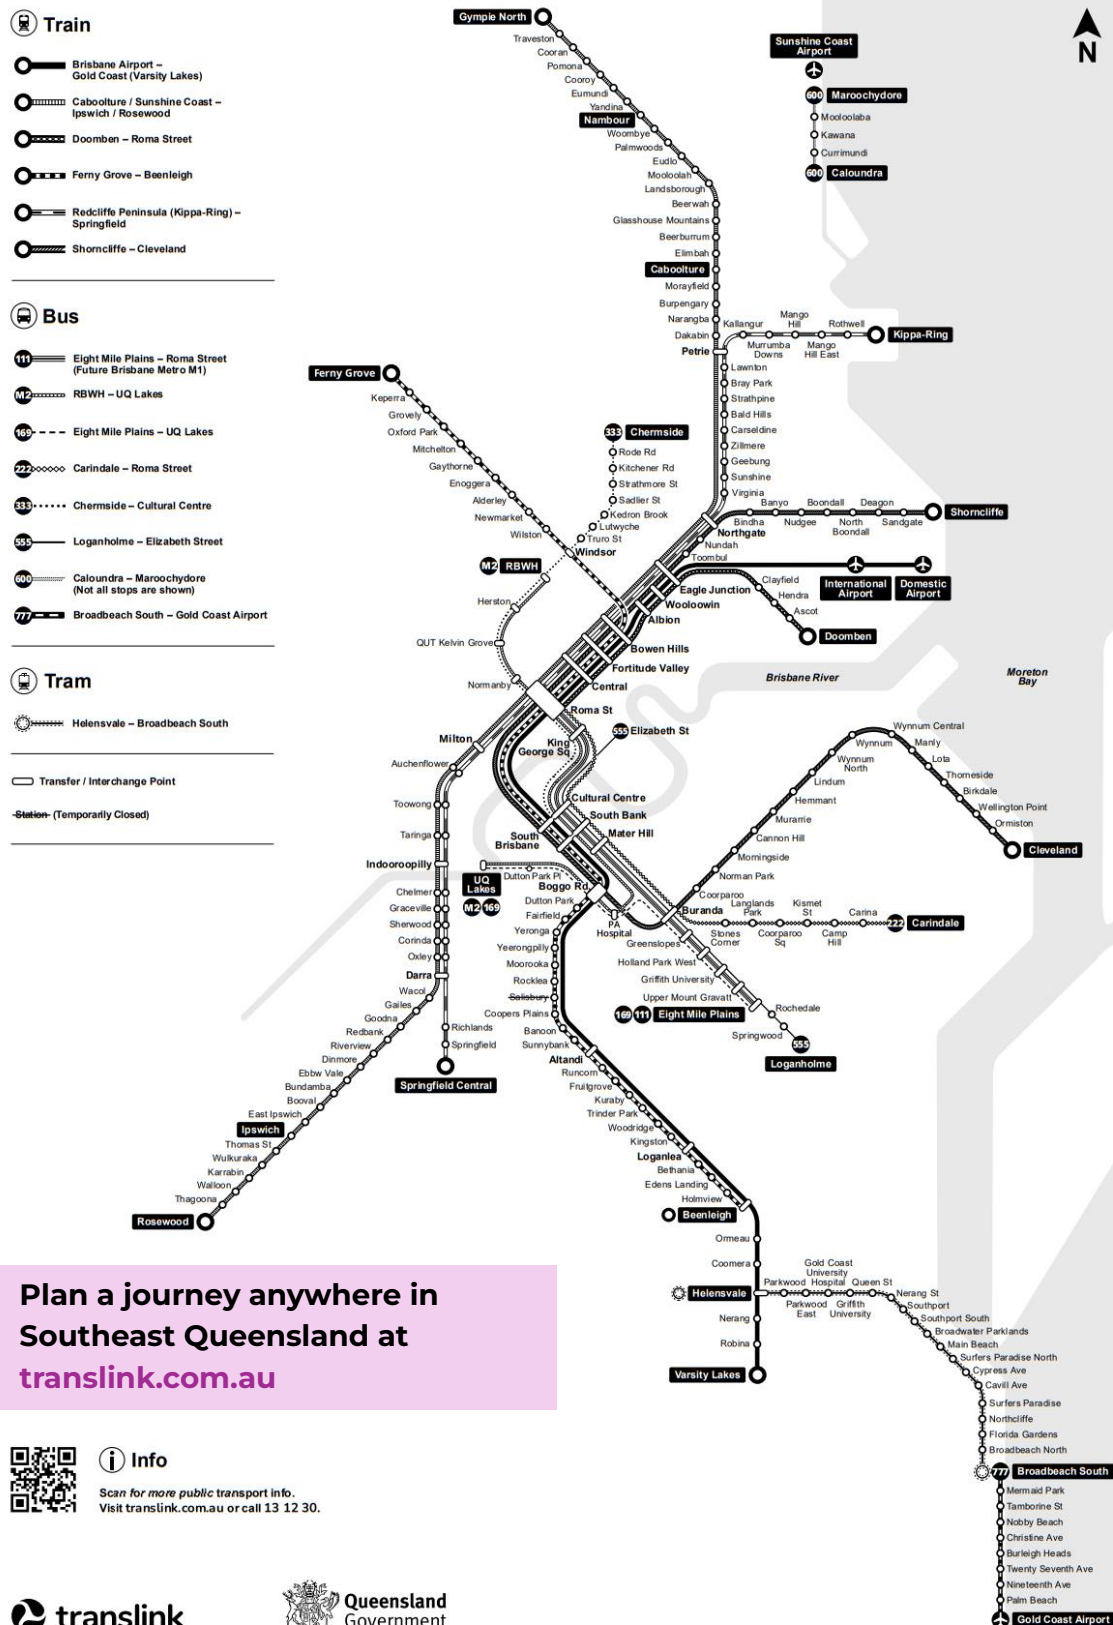 Train
Brisbane Airport –
Gold Coast (Varsity Lakes)
Caboolture / Sunshine Coast –
Ipswich / Rosewood
Doomben – Roma Street
Ferny Grove – Beenleigh
Redcliffe Peninsula (Kippa-Ring) –
Springfield
Shorncliffe – Cleveland
Bus
111 Eight Mile Plains – Roma Street
(Future Brisbane Metro M1)
M2 RBWH – UQ Lakes
169 Eight Mile Plains – UQ Lakes
222 Carindale – Roma Street
333 Chermside – Cultural Centre
555 Loganholme – Elizabeth Street
600 Caloundra – Maroochydore
(Not all stops are shown)
777 Broadbeach South – Gold Coast Airport
Tram
Helensvale – Broadbeach South
Transfer / Interchange Point
Station (Temporarily Closed)
N
Gympie North
Traveston
Cooran
Pomona
Cooroy
Eumundi
Yandina
Nambour
Woombye
Palmwoods
Eudlo
Mooloolah
Landsborough
Beerwah
Glasshouse Mountains
Beerburrum
Elimbah
Caboolture
Morayfield
Burpengary
Narangba
Dakabin
Petrie
Sunshine Coast
Airport
600 Maroochydore
Mooloolaba
Kawana
Currimundi
600 Caloundra
Kallangur
Murrumba
Downs
Mango
Hill
Mango
Hill East
Rothwell
Kippa-Ring
Lawnton
Bray Park
Strathpine
Bald Hills
Carseldine
Zillmere
Geebung
Sunshine
Virginia
Northgate
Ferny Grove
Keperra
Grovely
Oxford Park
Mitchelton
Gaythorne
Enoggera
Alderley
Newmarket
Wilston
Windsor
333 Chermside
Rode Rd
Kitchener Rd
Strathmore St
Sadlier St
Kedron Brook
Lutwyche
Truro St
Bindha
Banyo
Nudgee
Boondall
North
Boondall
Deagon
Sandgate
Shorncliffe
Nundah
Toombul
Eagle Junction
Wooloowin
Albion
Bowen Hills
Fortitude Valley
Central
Roma St
International
Airport
Domestic
Airport
Clayfield
Hendra
Ascot
Doomben
M2 RBWH
Herston
QUT Kelvin Grove
Normanby
Brisbane River
Moreton
Bay
King
George Sq
555 Elizabeth St
Cultural Centre
South Bank
Mater Hill
South
Brisbane
Milton
Auchenflower
Toowong
Taringa
Indooroopilly
Chelmer
Graceville
Sherwood
Corinda
Oxley
Darra
Wacol
Gailes
Goodna
Redbank
Riverview
Dinmore
Ebbw Vale
Bundamba
Booval
East Ipswich
Ipswich
Thomas St
Wulkuraka
Karrabin
Walloon
Thagoona
Rosewood
Richlands
Springfield
Springfield Central
UQ
Lakes
M2 169
Dutton Park Pl
Boggo Rd
PA
Hospital
Dutton Park
Fairfield
Yeronga
Yeerongpilly
Moorooka
Rocklea
Salisbury
Coopers Plains
Banoon
Sunnybank
Altandi
Runcorn
Fruitgrove
Kuraby
Trinder Park
Woodridge
Kingston
Loganlea
Bethania
Edens Landing
Holmview
Beenleigh
Buranda
Coorparoo
Norman Park
Morningside
Cannon Hill
Murarrie
Hemmant
Lindum
Wynnum
North
Wynnum
Wynnum Central
Manly
Lota
Thorneside
Birkdale
Wellington Point
Ormiston
Cleveland
Stones
Corner
Langlands
Park
Coorparoo
Sq
Kismet
St
Camp
Hill
Carina
222 Carindale
Greenslopes
Holland Park West
Griffith University
Upper Mount Gravatt
169 111 Eight Mile Plains
Rochedale
Springwood
555
Loganholme
Ormeau
Coomera
Helensvale
Nerang
Robina
Varsity Lakes
Parkwood
Parkwood
East
Gold Coast
University
Hospital
Griffith
University
Queen St
Nerang St
Southport
Southport South
Broadwater Parklands
Main Beach
Surfers Paradise North
Cypress Ave
Cavill Ave
Surfers Paradise
Northcliffe
Florida Gardens
Broadbeach North
777 Broadbeach South
Mermaid Park
Tamborine St
Nobby Beach
Christine Ave
Burleigh Heads
Twenty Seventh Ave
Nineteenth Ave
Palm Beach
Gold Coast Airport
Plan a journey anywhere in
Southeast Queensland at
translink.com.au
Info
Scan for more public transport info.
Visit translink.com.au or call 13 12 30.
translink
Queensland
Government